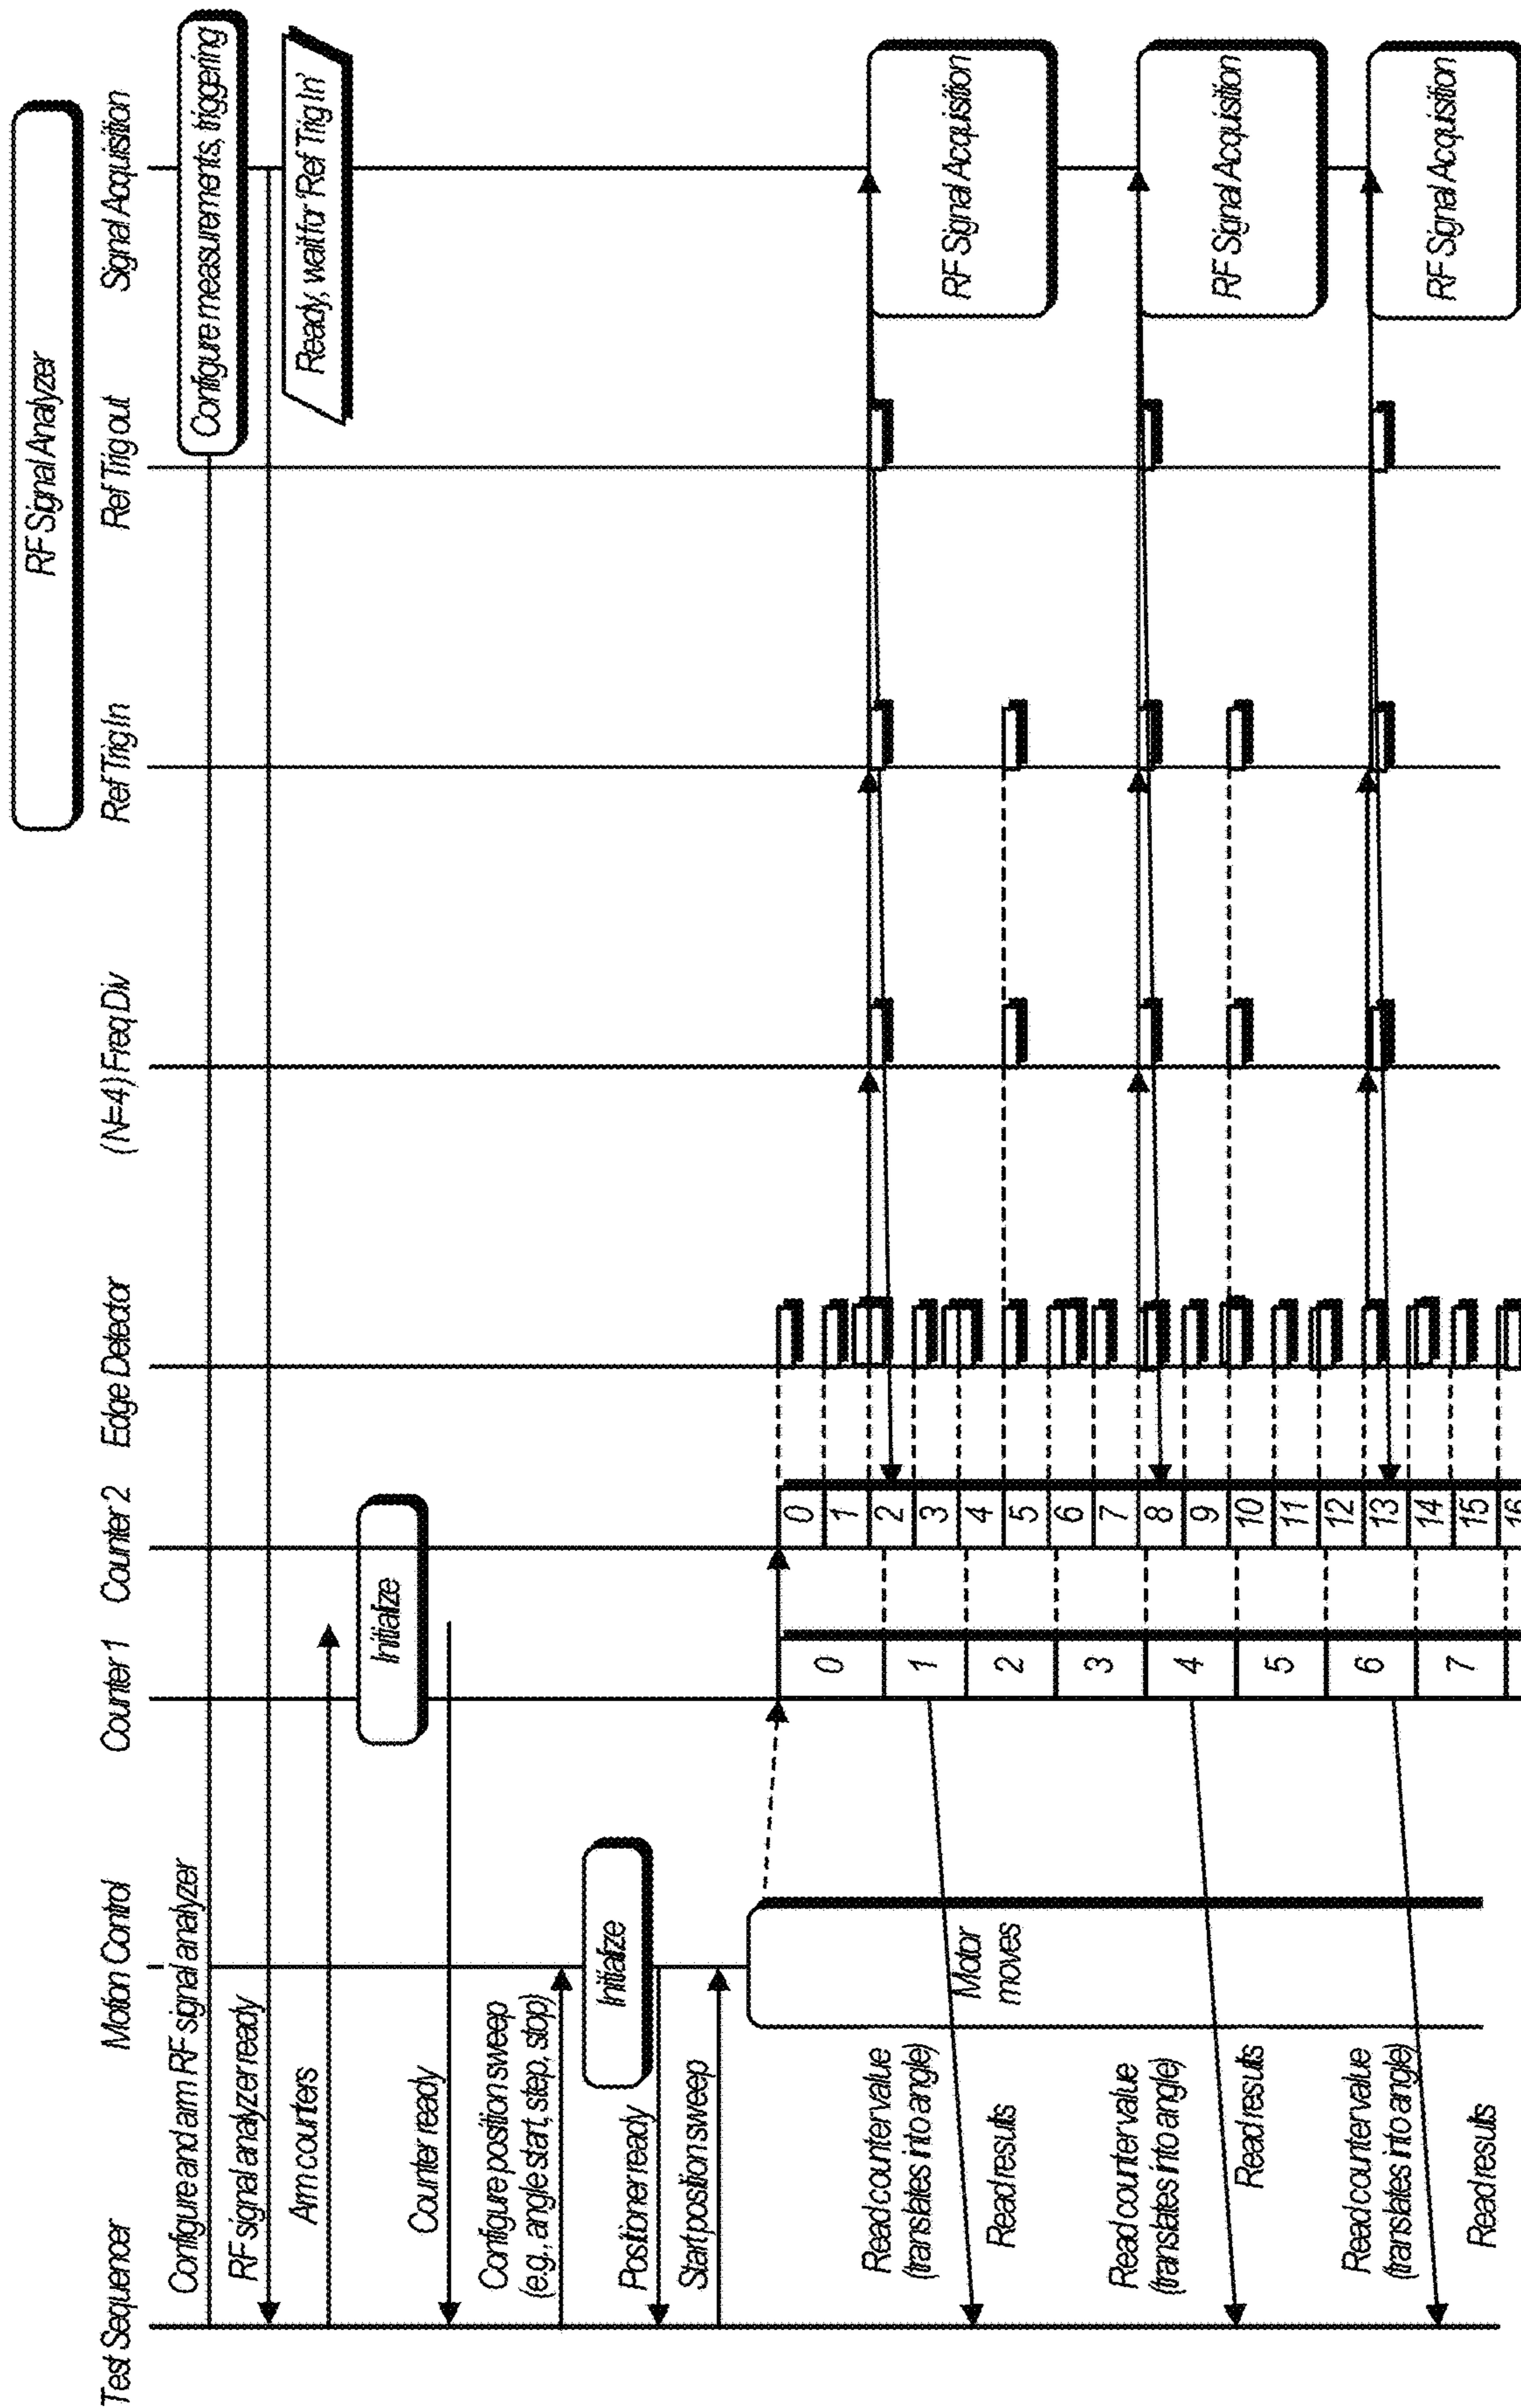 RF Signal Analyzer
Test Sequencer
Motion Control
Counter 1
Counter 2
Edge Detector
(N=4) Freq Div
Ref Trig In
Ref Trig out
Signal Acquisition
Configure and arm RF signal analyzer
Configure measurements, triggering
RF signal analyzer ready
Ready, wait for 'Ref Trig In'
Arm counters
Initialize
Counter ready
Configure position sweep
(e.g., angle start, step, stop)
Initialize
Positioner ready
Start position sweep
Motor
moves
0
1
2
3
4
5
6
7
0
1
2
3
4
5
6
7
8
9
10
11
12
13
14
15
16
Read counter value
(translates into angle)
Read results
RF Signal Acquisition
Read counter value
(translates into angle)
Read results
RF Signal Acquisition
Read counter value
(translates into angle)
Read results
RF Signal Acquisition